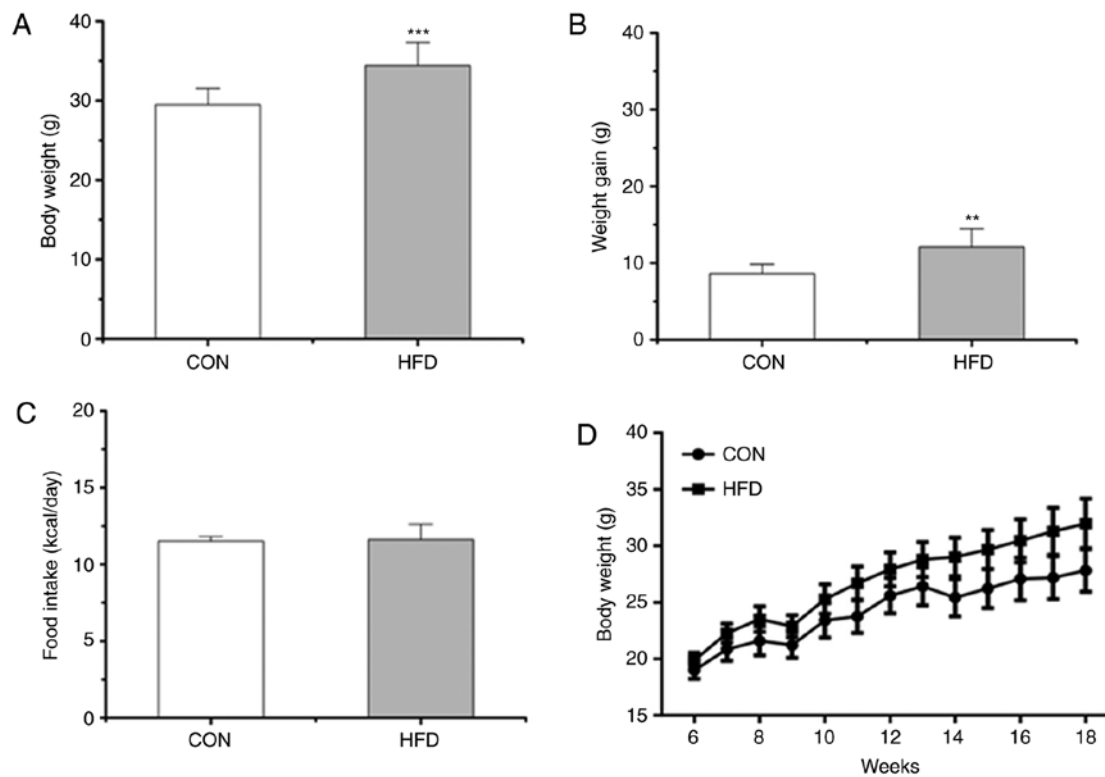 A
Body weight (g)
40
30
20
10
0
***
CON
HFD
B
Weight gain (g)
40
30
20
10
0
**
CON
HFD
C
Food intake (kcal/day)
20
15
10
5
0
CON
HFD
D
Body weight (g)
40
35
30
25
20
15
CON
HFD
6 8 10 12 14 16 18
Weeks